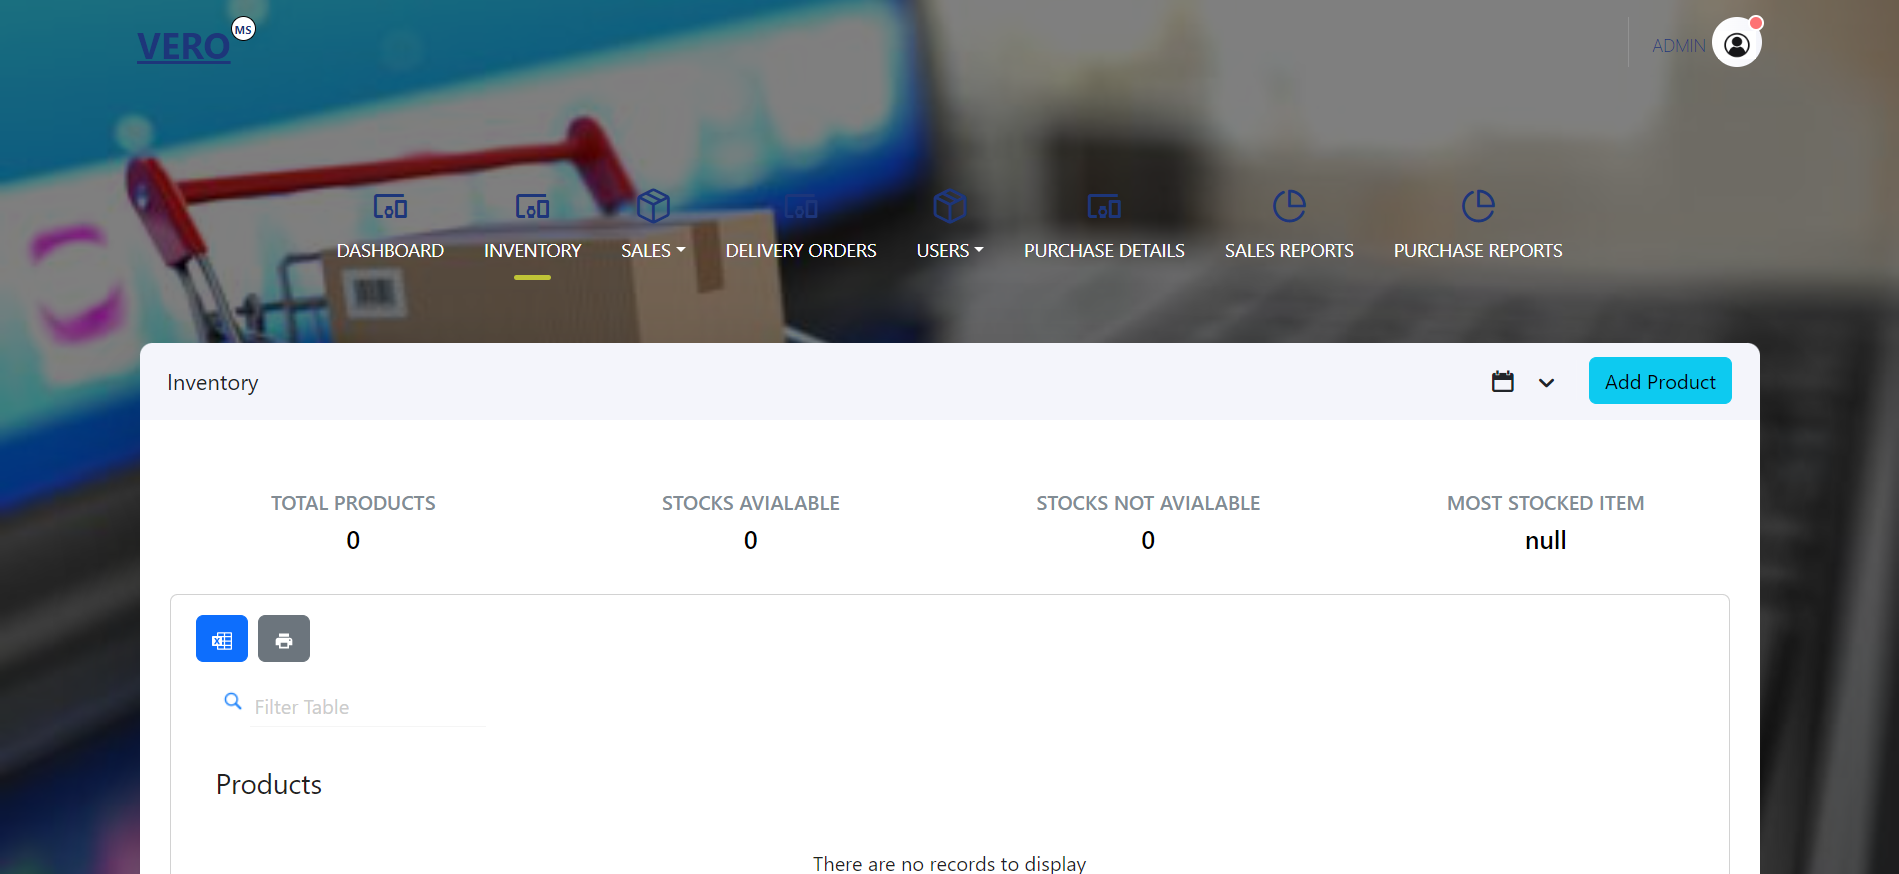 VERO MS
ADMIN
DASHBOARD INVENTORY SALES DELIVERY ORDERS USERS PURCHASE DETAILS SALES REPORTS PURCHASE REPORTS
Inventory Add Product
TOTAL PRODUCTS STOCKS AVIALABLE STOCKS NOT AVIALABLE MOST STOCKED ITEM
0 0 0 null
Filter Table
Products
There are no records to display